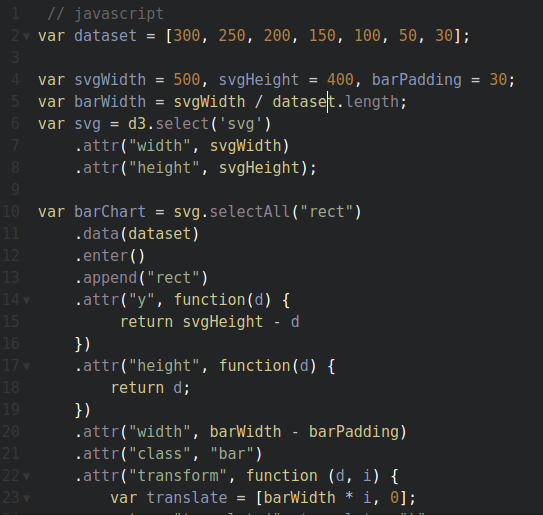 1 // javascript
2 var dataset = [300, 250, 200, 150, 100, 50, 30];
3
4 var svgWidth = 500, svgHeight = 400, barPadding = 30;
5 var barWidth = svgWidth / dataset.length;
6 var svg = d3.select('svg')
7     .attr("width", svgWidth)
8     .attr("height", svgHeight);
9
10 var barChart = svg.selectAll("rect")
11     .data(dataset)
12     .enter()
13     .append("rect")
14     .attr("y", function(d) {
15          return svgHeight - d
16     })
17     .attr("height", function(d) {
18         return d;
19     })
20     .attr("width", barWidth - barPadding)
21     .attr("class", "bar")
22     .attr("transform", function (d, i) {
23         var translate = [barWidth * i, 0];